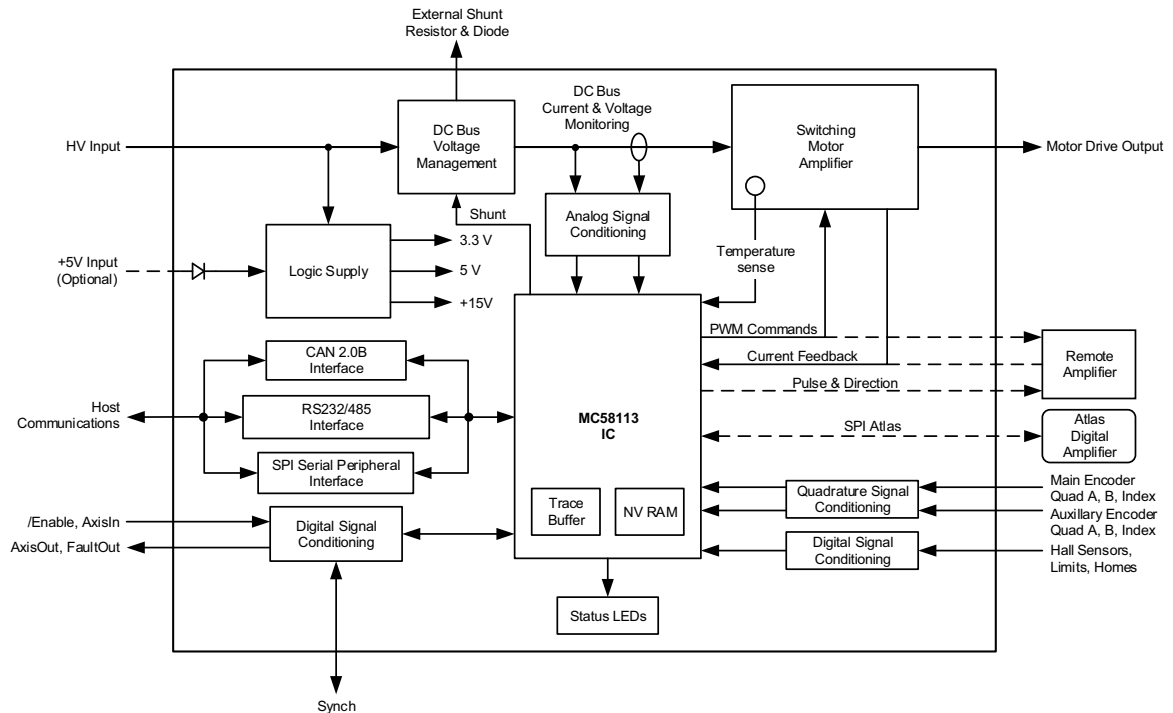 External Shunt
Resistor & Diode
DC Bus
Current & Voltage
Monitoring
HV Input
DC Bus
Voltage
Management
Switching
Motor
Amplifier
Motor Drive Output
Shunt
Analog Signal
Conditioning
Temperature
sense
+5V Input
(Optional)
Logic Supply
3.3 V
5 V
+15V
PWM Commands
Current Feedback
Pulse & Direction
Remote
Amplifier
CAN 2.0B
Interface
Host
Communications
RS232/485
Interface
SPI Serial Peripheral
Interface
MC58113
IC
SPI Atlas
Atlas
Digital
Amplifier
Trace
Buffer
NV RAM
Quadrature Signal
Conditioning
Main Encoder
Quad A, B, Index
Auxillary Encoder
Quad A, B, Index
/Enable, AxisIn
AxisOut, FaultOut
Digital Signal
Conditioning
Digital Signal
Conditioning
Hall Sensors,
Limits, Homes
Status LEDs
Synch